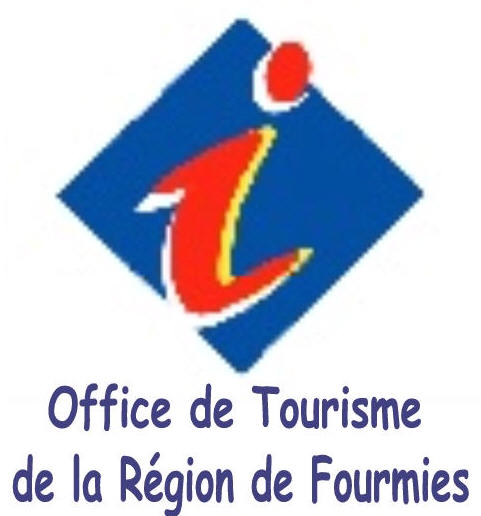 i
Office de Tourisme
de la Région de Fourmies